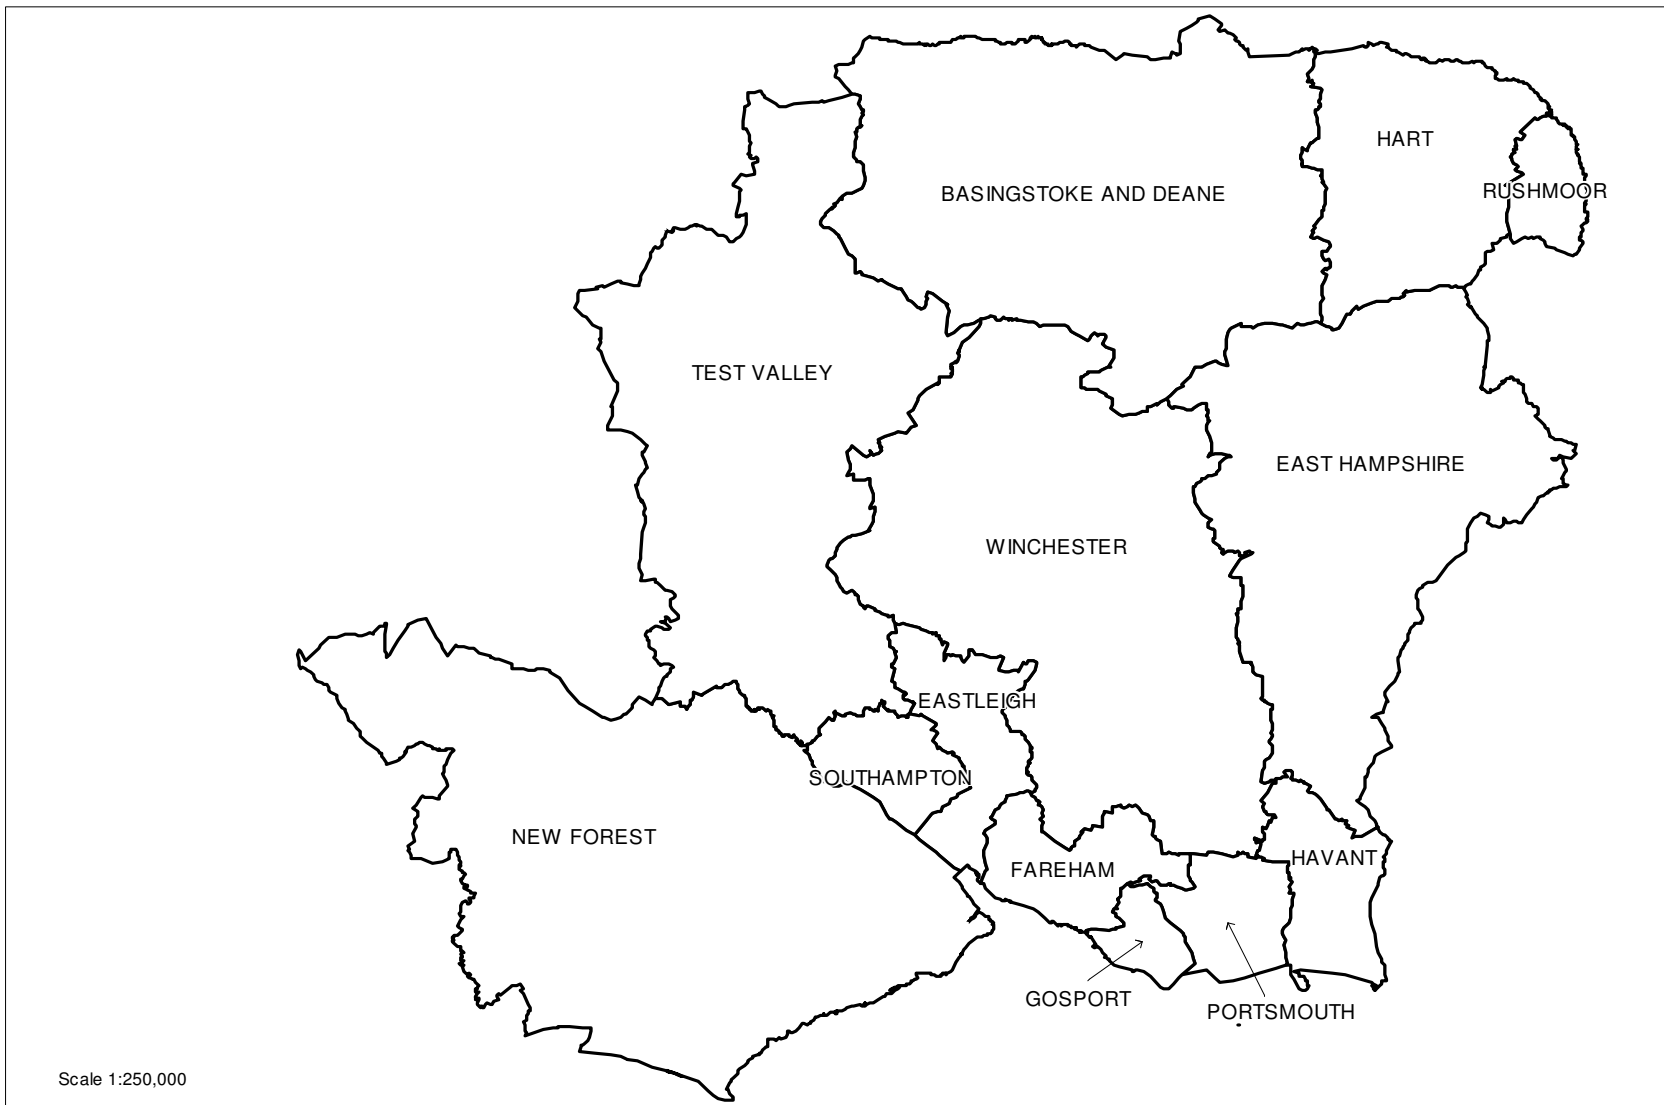 HART
BASINGSTOKE AND DEANE
RUSHMOOR
TEST VALLEY
EAST HAMPSHIRE
WINCHESTER
EASTLEIGH
SOUTHAMPTON
NEW FOREST
HAVANT
FAREHAM
GOSPORT
PORTSMOUTH
Scale 1:250,000